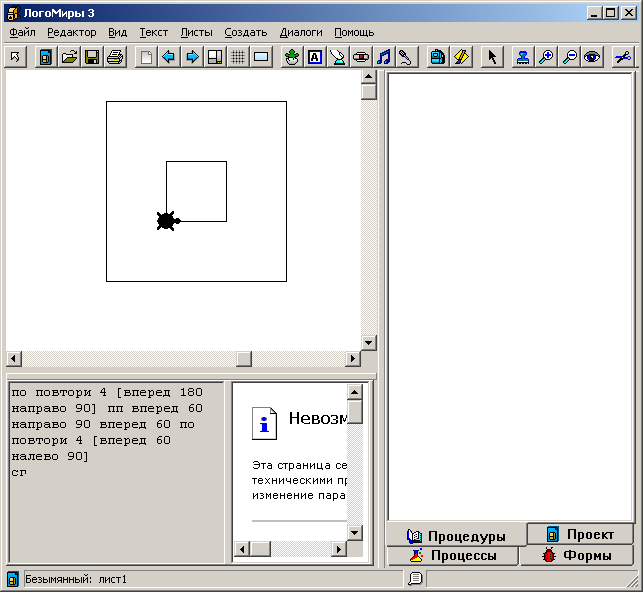 ЛогоМиры 3
Файл Редактор Вид Текст Листы Создать Диалоги Помощь
A
по повтори 4 [вперед 180
направо 90] пп вперед 60
направо 90 вперед 60 по
повтори 4 [вперед 60
налево 90]
сг
i
Невозм
Эта страница се
техническими пр
изменение пара
Процедуры
Проект
Процессы
Формы
Безымянный: лист1